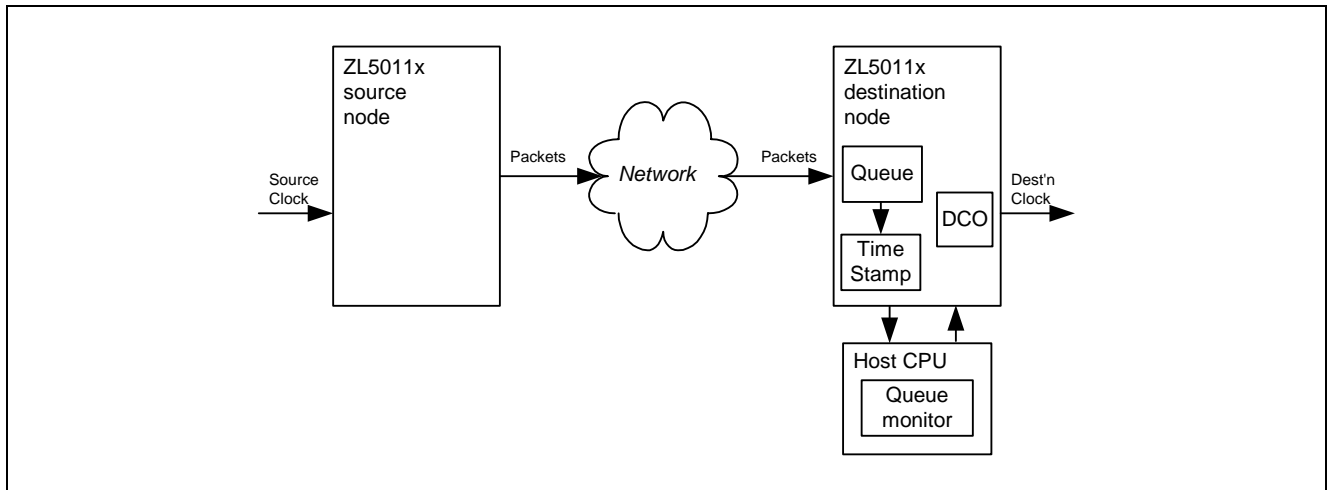 ZL5011x
source
node
Source
Clock
Packets
Network
Packets
ZL5011x
destination
node
Queue
Time
Stamp
DCO
Dest'n
Clock
Host CPU
Queue
monitor